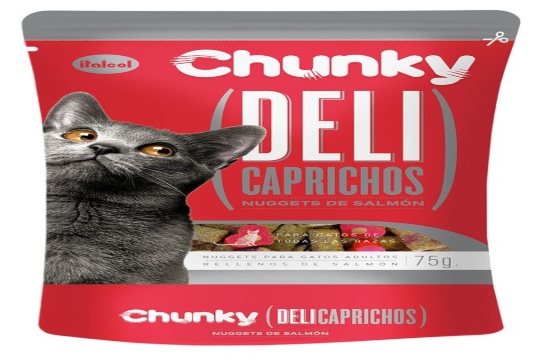 italcol
Chunky
(DELI
CAPRICHOS)
NUGGETS DE SALMÓN
PARA GATOS DE
TODAS LAS RAZAS
NUGGETS PARA GATOS ADULTOS
RELLENOS DE SALMÓN
75g.
Chunky (DELICAPRICHOS)
NUGGETS DE SALMÓN